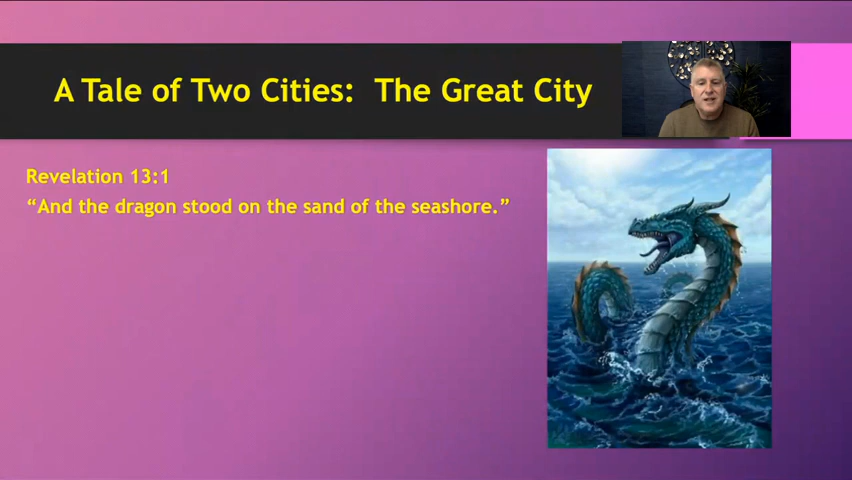 A Tale of Two Cities: The Great City
Revelation 13:1
“And the dragon stood on the sand of the seashore.”